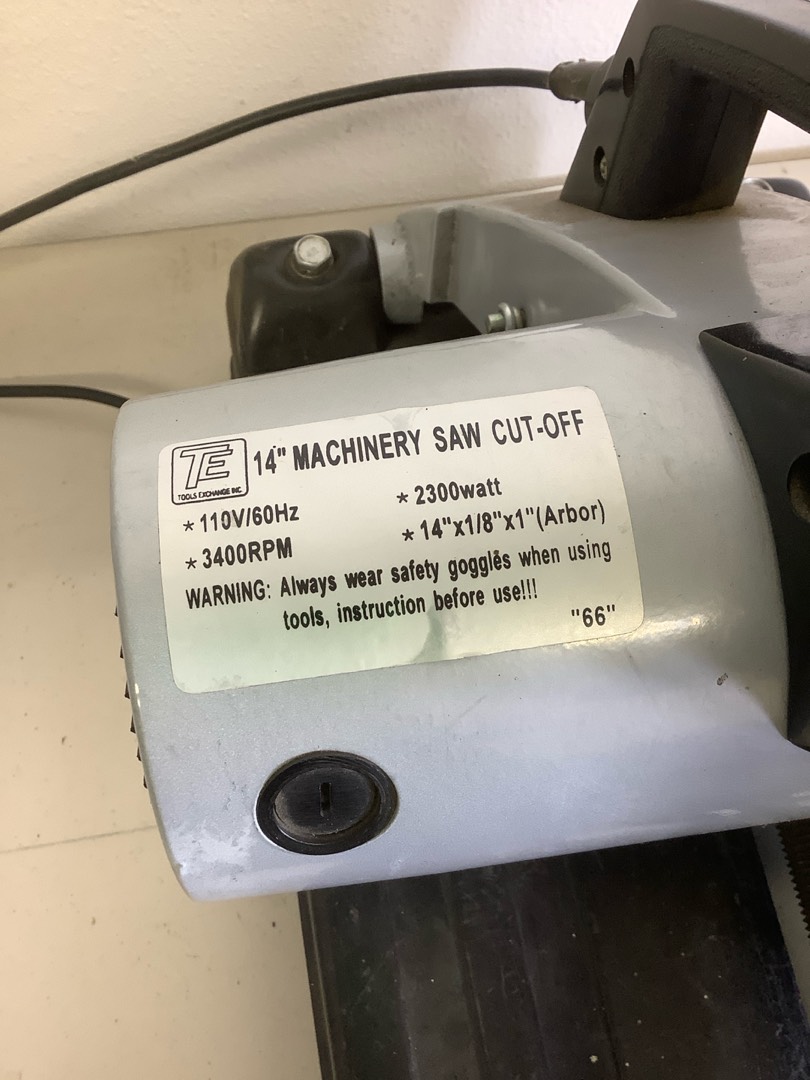 TE
TOOLS EXCHANGE INC.
14" MACHINERY SAW CUT-OFF
* 110V/60Hz
* 2300watt
* 3400RPM
* 14"x1/8"x1"(Arbor)
WARNING: Always wear safety goggles when using
tools, instruction before use!!!
"66"